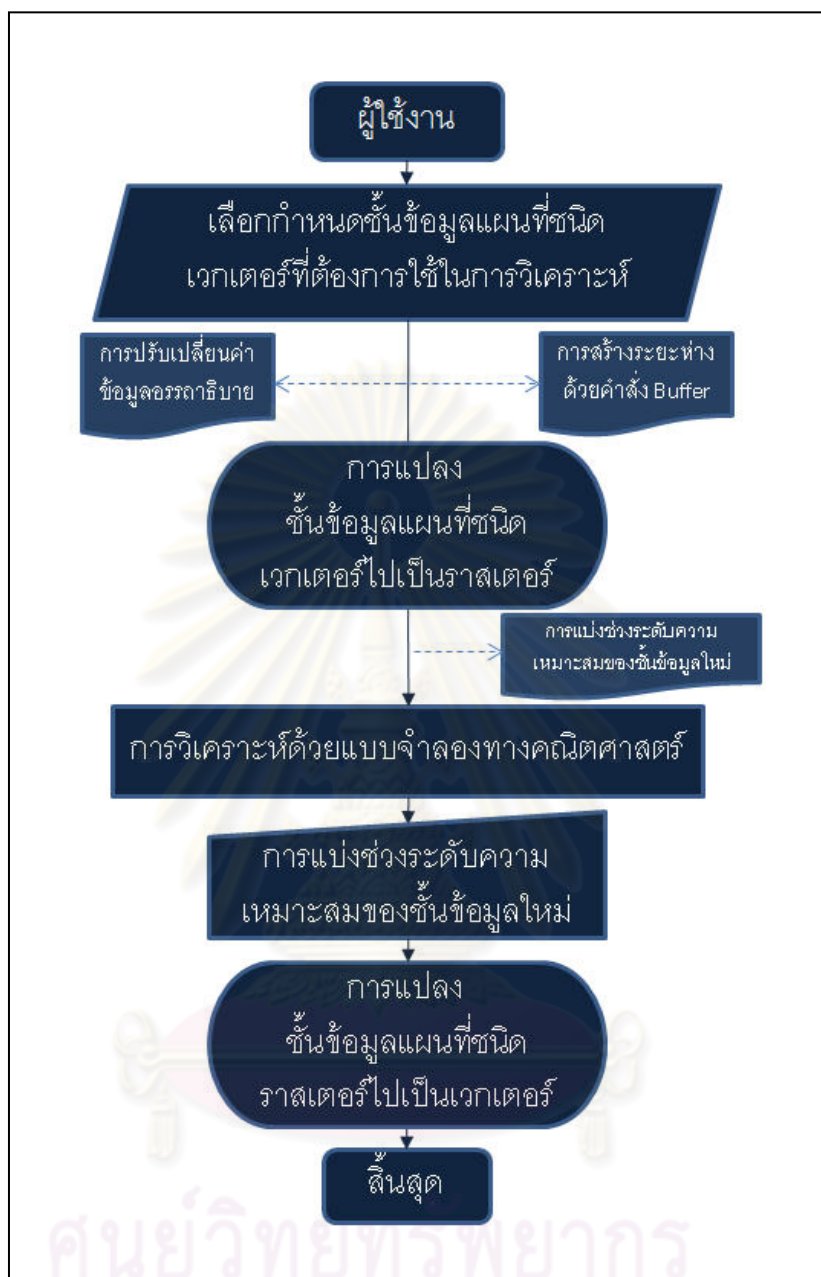 ผู้ใช้งาน
เลือกกำหนดชั้นข้อมูลแผนที่ชนิด
เวกเตอร์ที่ต้องการใช้ในการวิเคราะห์
การปรับเปลี่ยนค่า
ข้อมูลอรรถาธิบาย
การสร้างระยะห่าง
ด้วยคำสั่ง Buffer
การแปลง
ชั้นข้อมูลแผนที่ชนิด
เวกเตอร์ไปเป็นราสเตอร์
การแบ่งช่วงระดับความ
เหมาะสมของชั้นข้อมูลใหม่
การวิเคราะห์ด้วยแบบจำลองทางคณิตศาสตร์
การแบ่งช่วงระดับความ
เหมาะสมของชั้นข้อมูลใหม่
การแปลง
ชั้นข้อมูลแผนที่ชนิด
ราสเตอร์ไปเป็นเวกเตอร์
สิ้นสุด
ศูนย์วิทยทรัพยากร